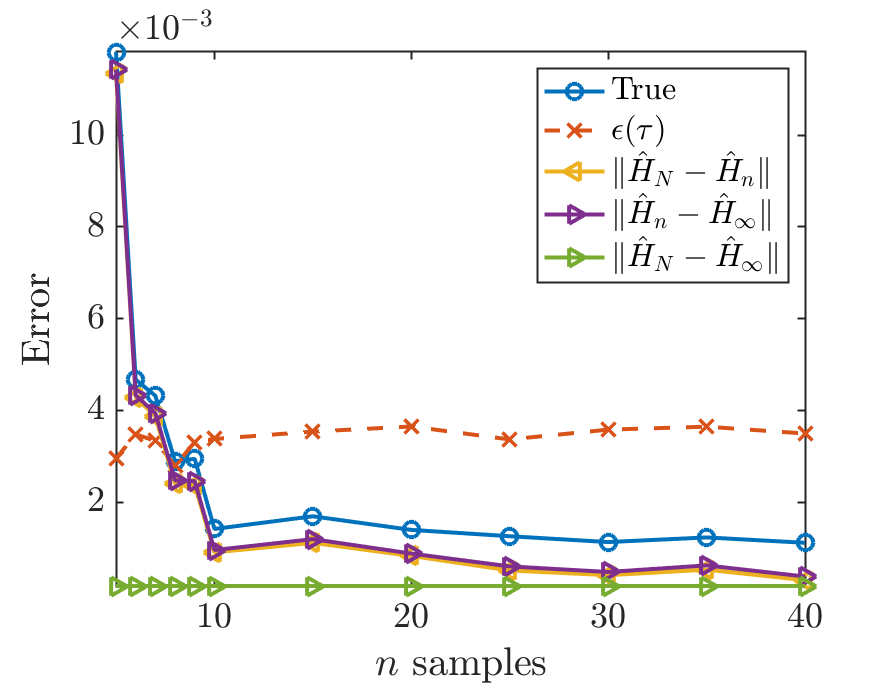 ×10⁻³
True
ϵ(τ)
‖Ĥ_N − Ĥ_n‖
‖Ĥ_n − Ĥ_∞‖
‖Ĥ_N − Ĥ_∞‖
10
8
6
4
2
Error
10 20 30 40
n samples